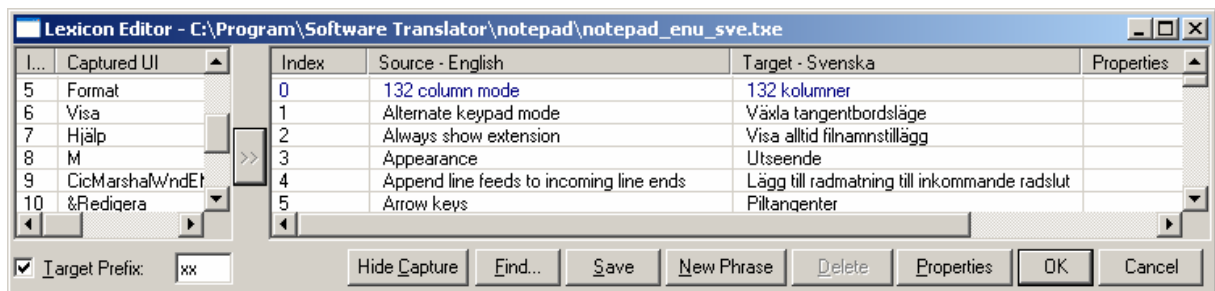 Lexicon Editor - C:\Program\Software Translator\notepad\notepad_enu_sve.txe
I... Captured UI Index Source - English Target - Svenska Properties
5 Format 0 132 column mode 132 kolumner
6 Visa 1 Alternate keypad mode Växla tangentbordsläge
7 Hjälp 2 Always show extension Visa alltid filnamnstillägg
8 M >> 3 Appearance Utseende
9 CicMarshalWndE 4 Append line feeds to incoming line ends Lägg till radmatning till inkommande radslut
10 &Redigera 5 Arrow keys Piltangenter
Target Prefix: xx Hide Capture Find... Save New Phrase Delete Properties OK Cancel